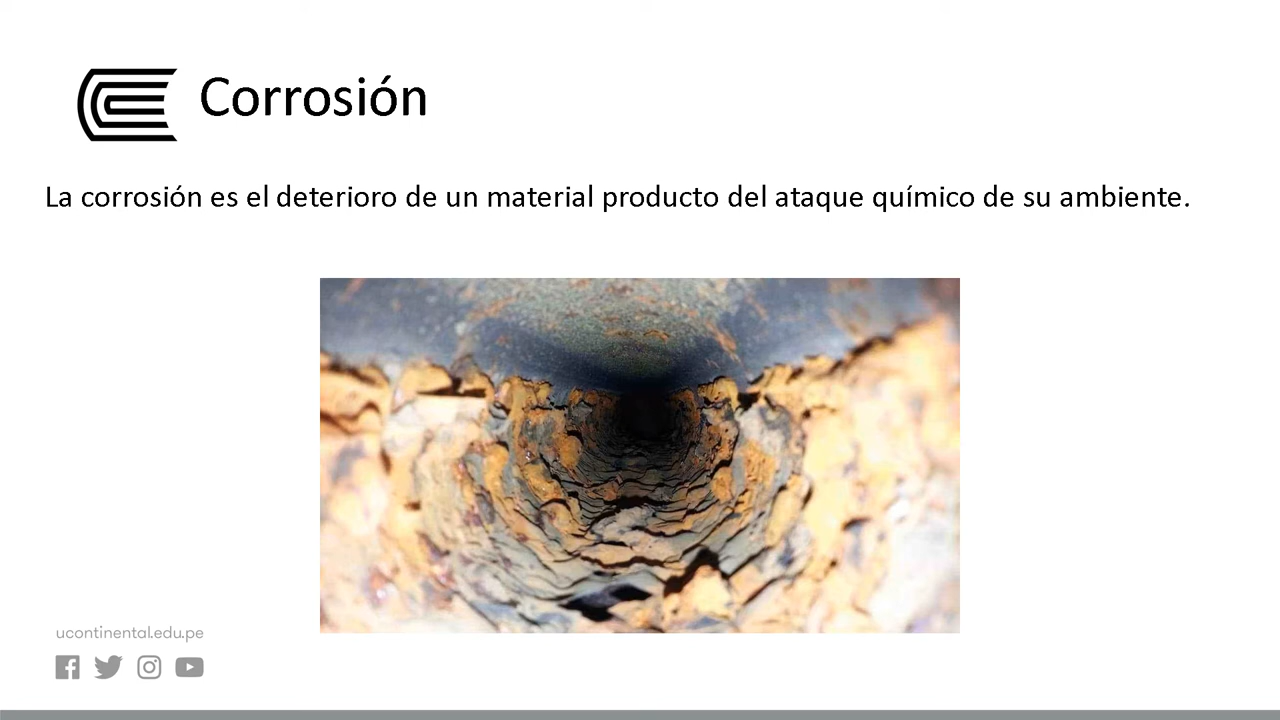 Corrosión
La corrosión es el deterioro de un material producto del ataque químico de su ambiente.
ucontinental.edu.pe